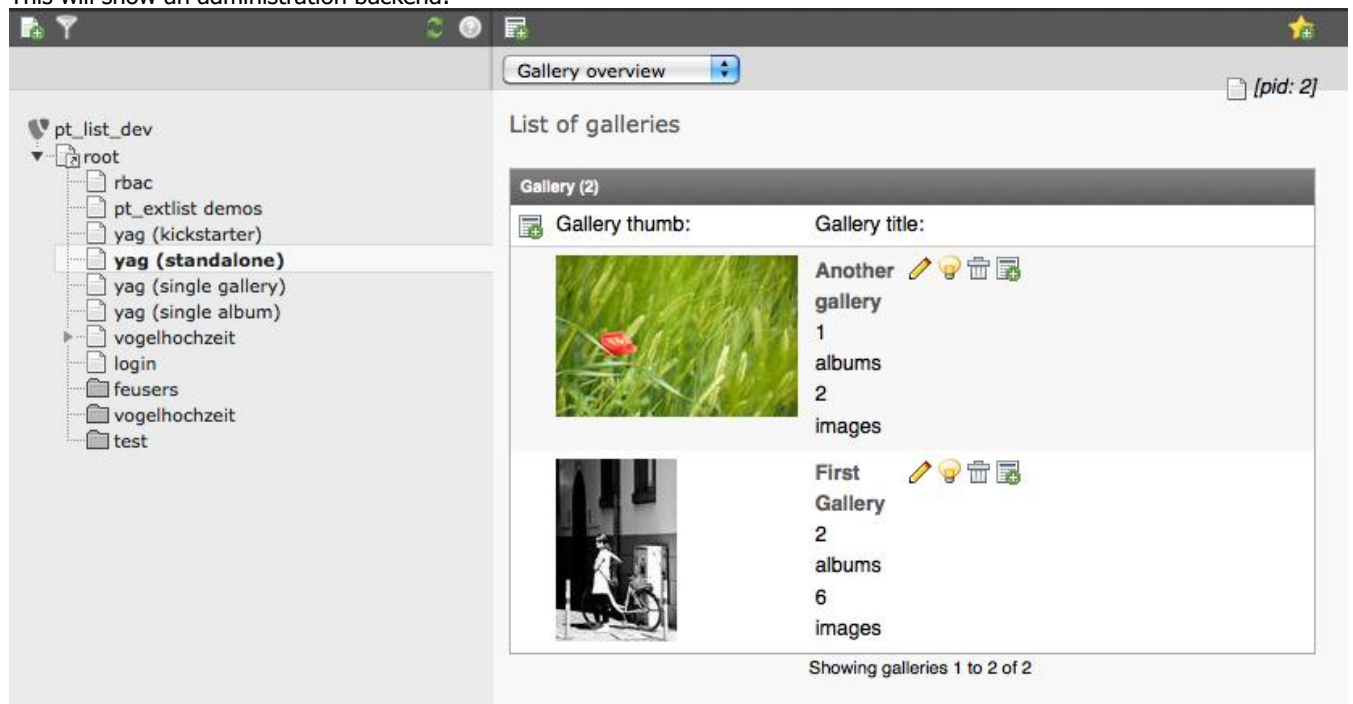 This will show an administration backend:
Gallery overview
[pid: 2]
pt_list_dev
root
rbac
pt_extlist demos
yag (kickstarter)
yag (standalone)
yag (single gallery)
yag (single album)
vogelhochzeit
login
feusers
vogelhochzeit
test
List of galleries
Gallery (2)
Gallery thumb: Gallery title:
Another
gallery
1
albums
2
images
First
Gallery
2
albums
6
images
Showing galleries 1 to 2 of 2